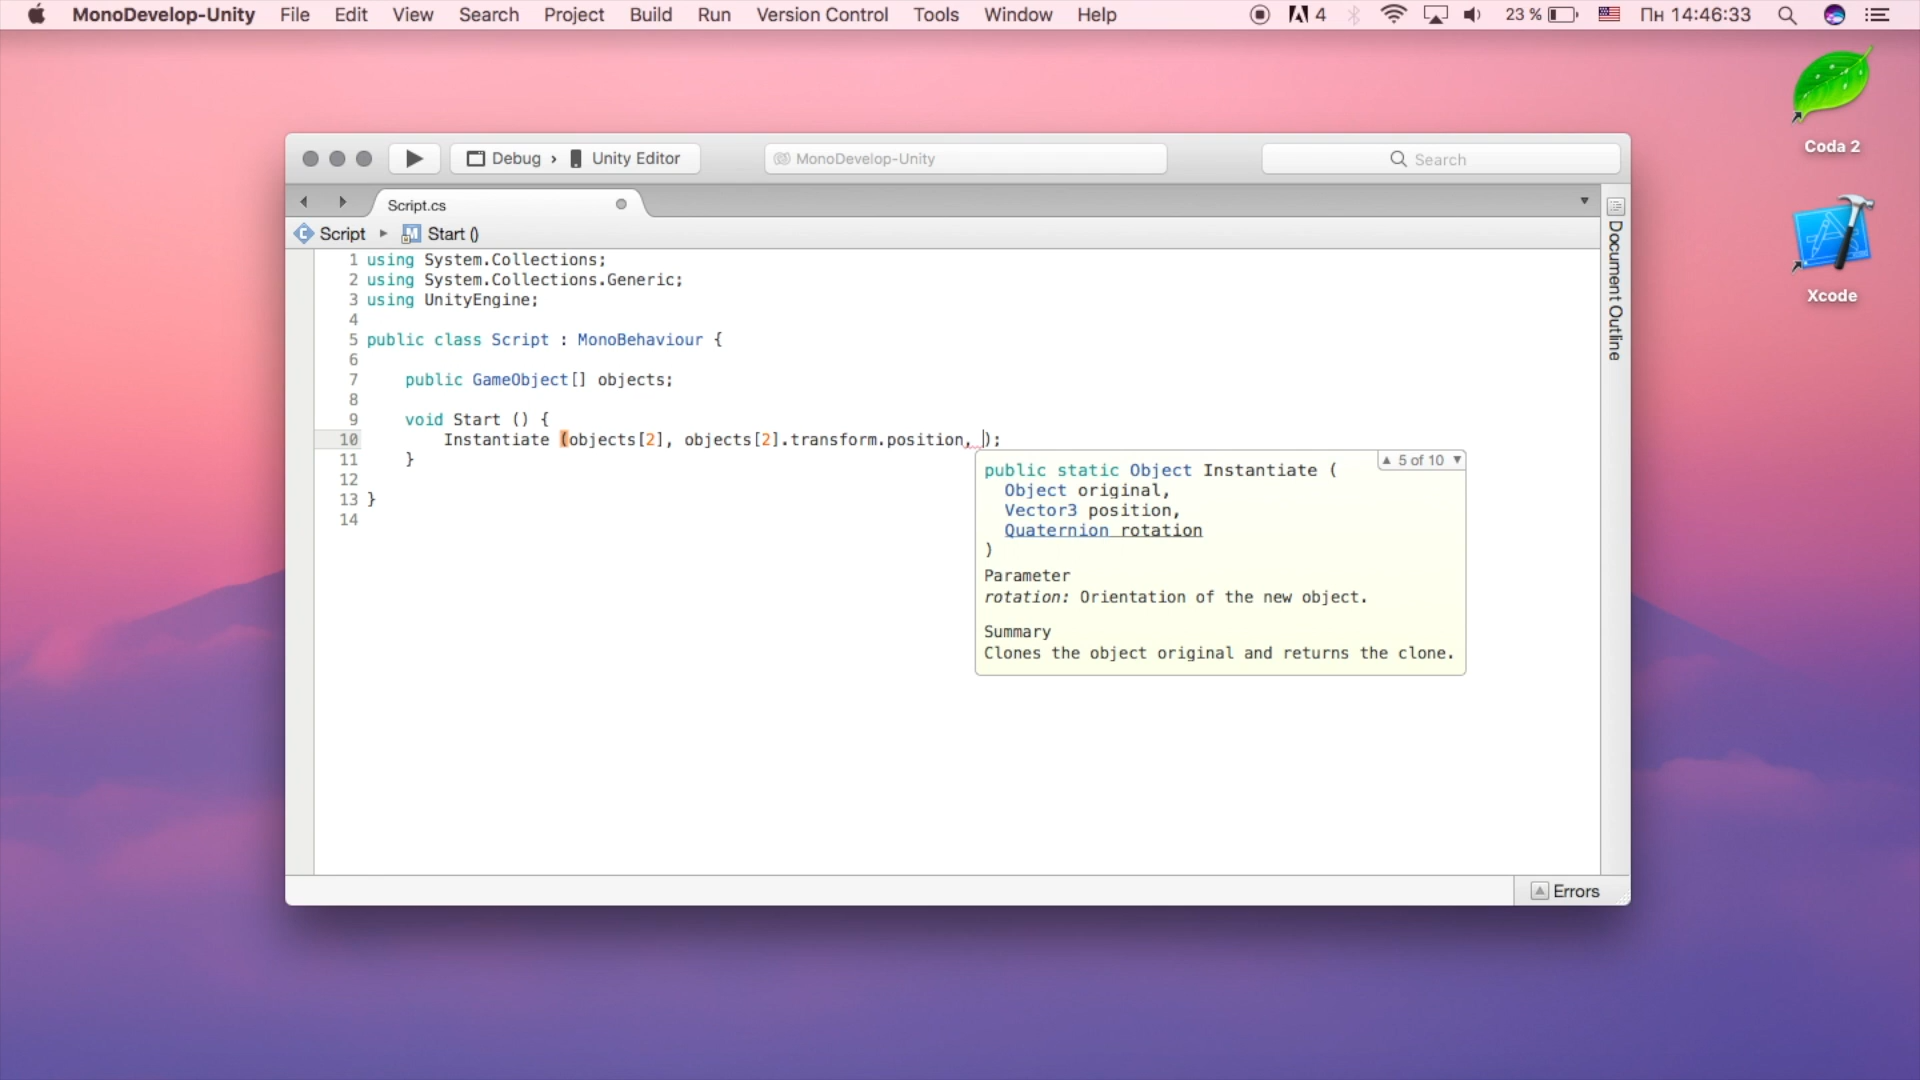 MonoDevelop-Unity File Edit View Search Project Build Run Version Control Tools Window Help 4 23 % Пн 14:46:33
Coda 2
Xcode
Debug › Unity Editor MonoDevelop-Unity Search
Script.cs
Script ▸ M Start ()
Document Outline
1 using System.Collections;
2 using System.Collections.Generic;
3 using UnityEngine;
4
5 public class Script : MonoBehaviour {
6
7 public GameObject[] objects;
8
9 void Start () {
10 Instantiate (objects[2], objects[2].transform.position, );
11 }
12
13 }
14
▲ 5 of 10 ▼
public static Object Instantiate (
Object original,
Vector3 position,
Quaternion rotation
)
Parameter
rotation: Orientation of the new object.
Summary
Clones the object original and returns the clone.
Errors